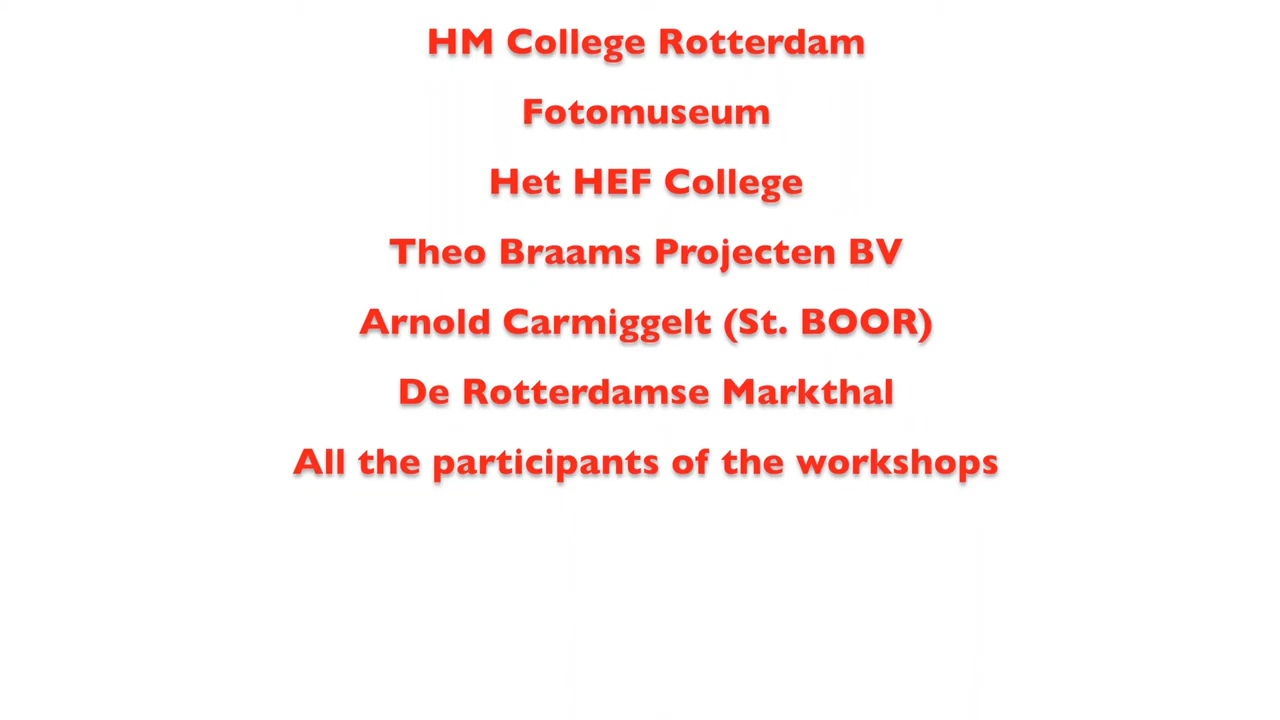 HM College Rotterdam
Fotomuseum
Het HEF College
Theo Braams Projecten BV
Arnold Carmiggelt (St. BOOR)
De Rotterdamse Markthal
All the participants of the workshops